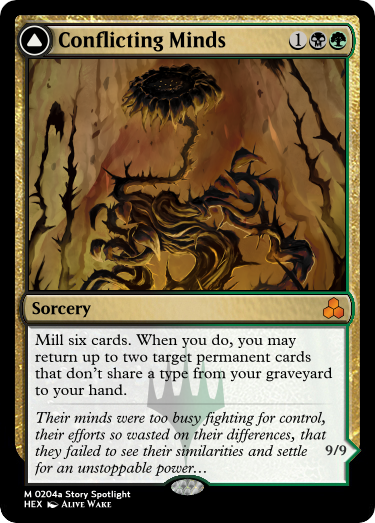 Conflicting Minds 1
Sorcery
Mill six cards. When you do, you may
return up to two target permanent cards
that don't share a type from your graveyard
to your hand.
Their minds were too busy fighting for control,
their efforts so wasted on their differences, that
they failed to see their similarities and settle
for an unstoppable power...
9/9
M 0204a Story Spotlight
HEX Alive Wake